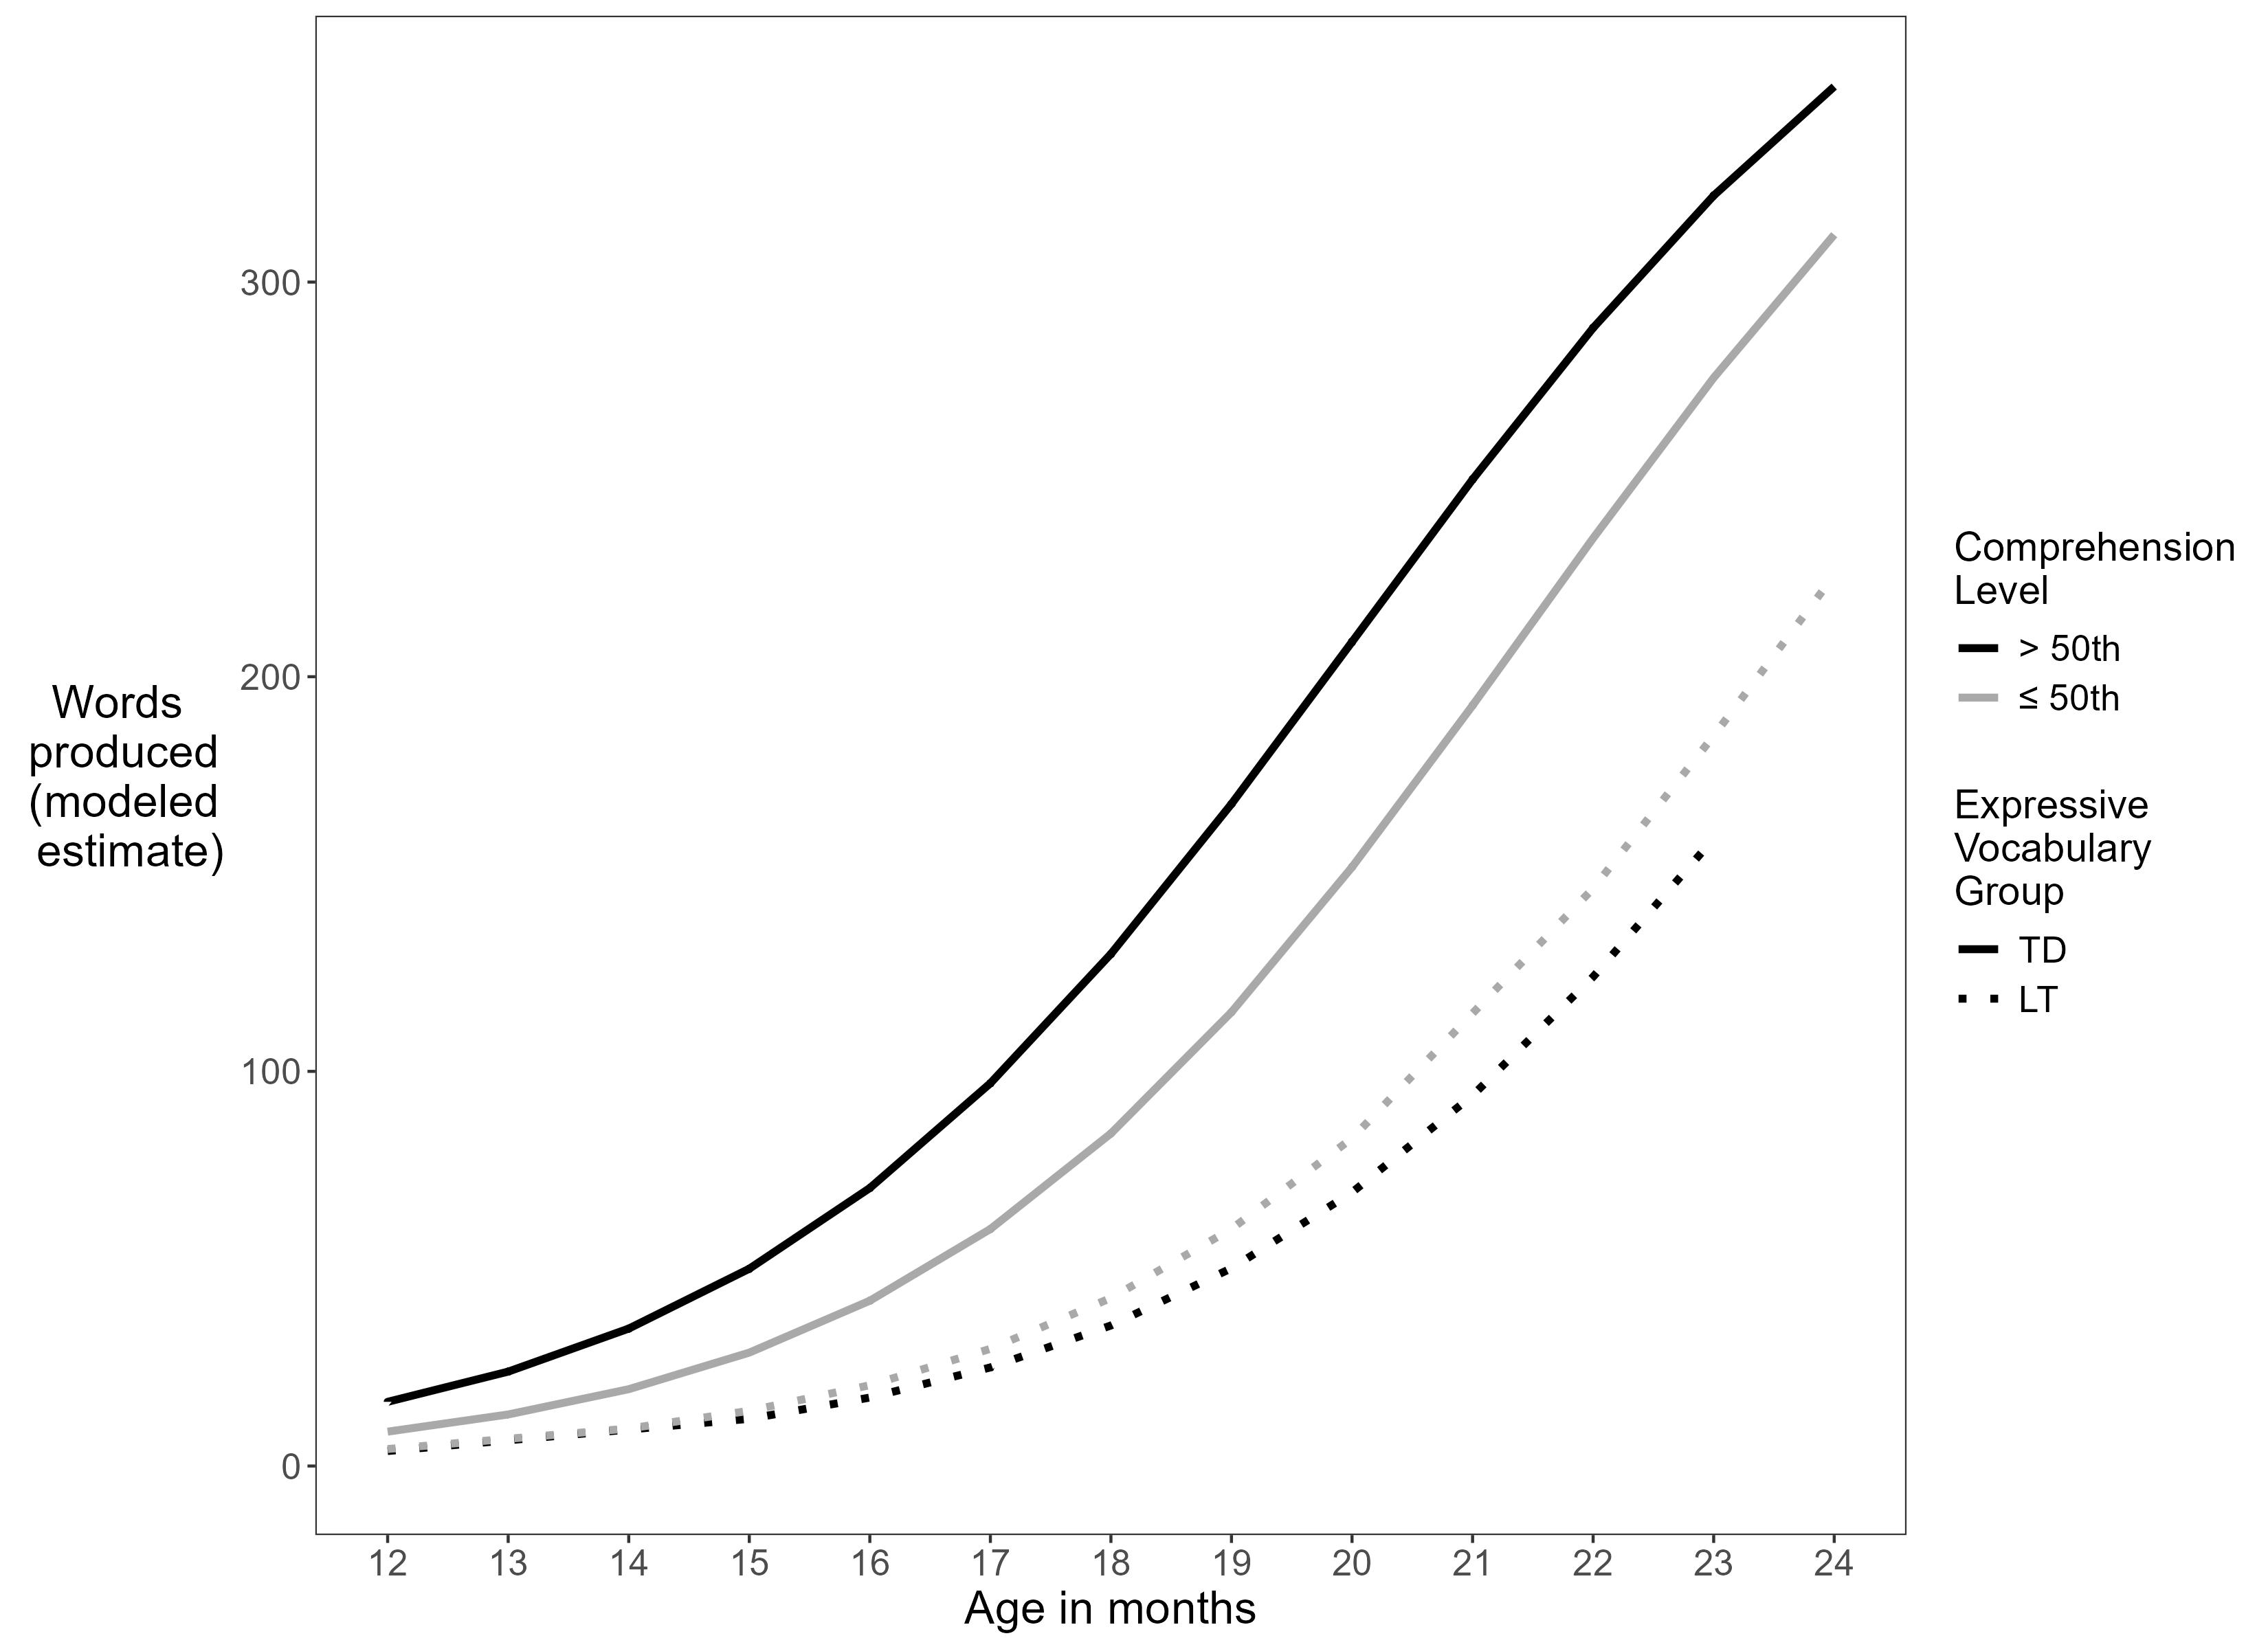 300
200
100
0
Words
produced
(modeled
estimate)
12 13 14 15 16 17 18 19 20 21 22 23 24
Age in months
Comprehension
Level
> 50th
≤ 50th
Expressive
Vocabulary
Group
TD
LT